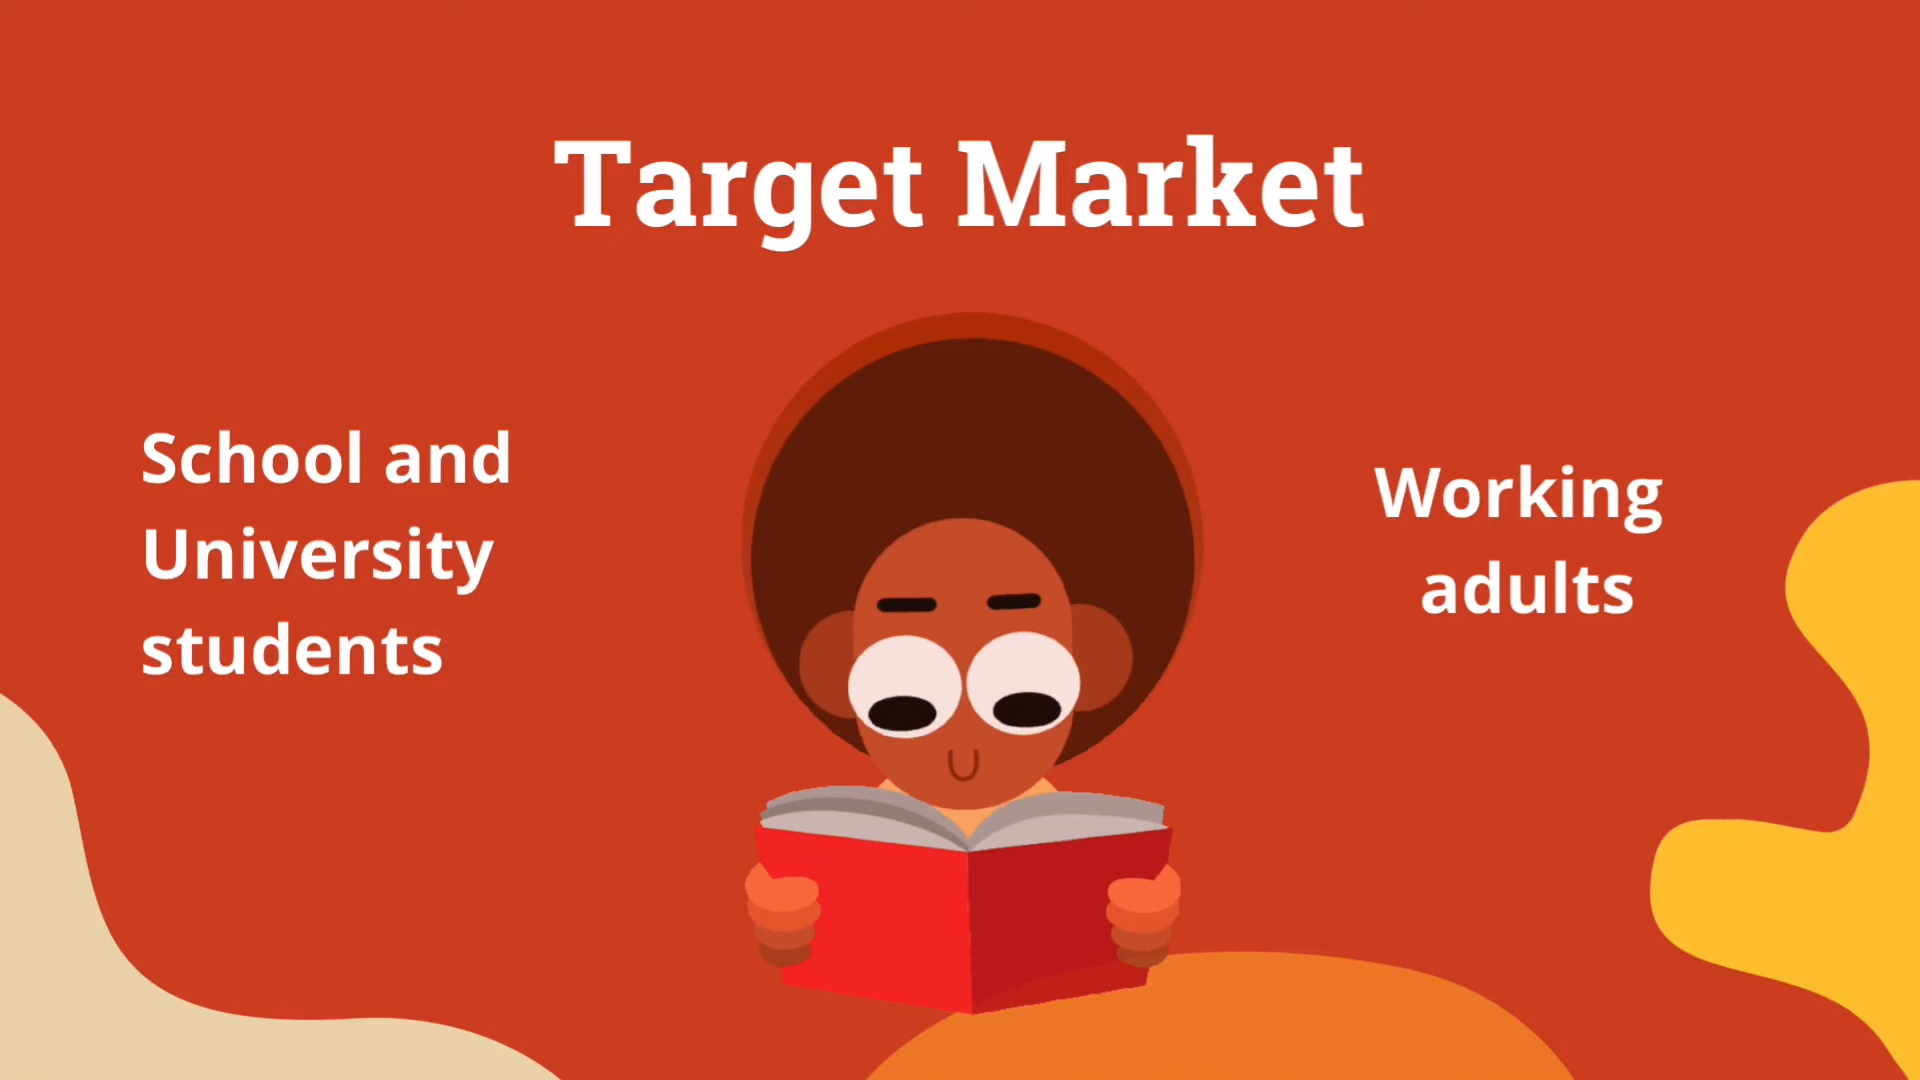 Target Market
School and
University
students
Working
adults